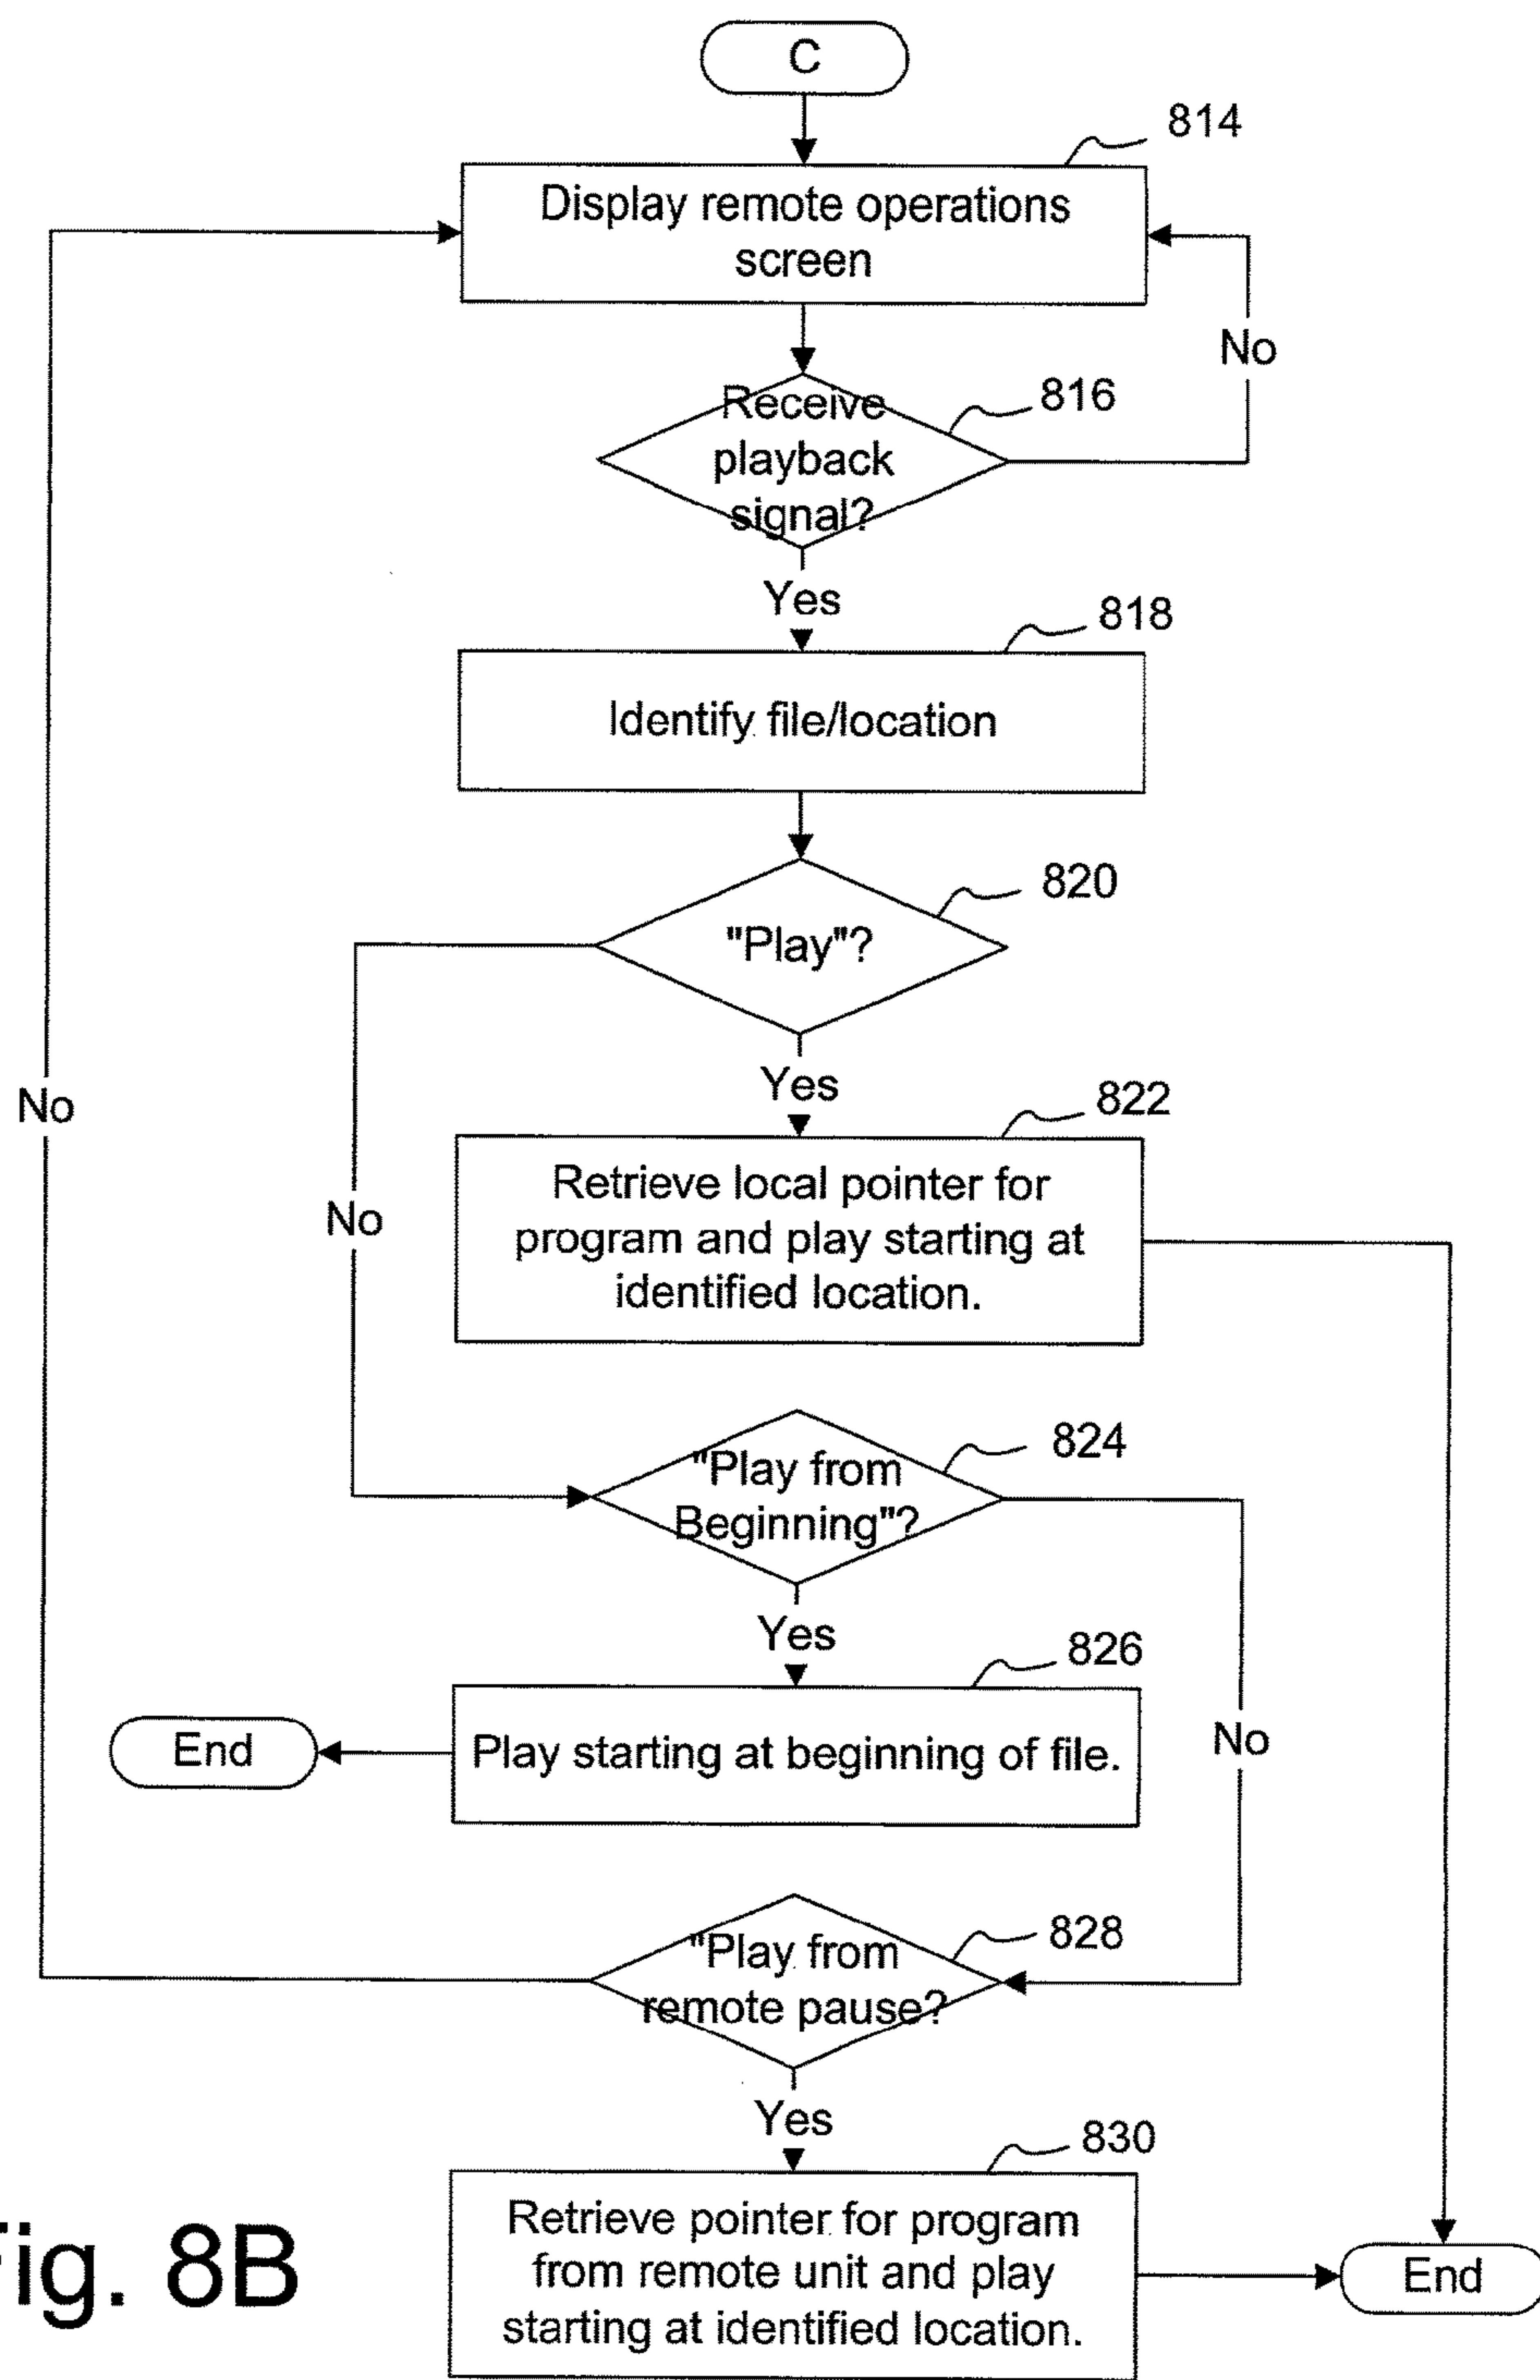 C
814
Display remote operations
screen
No
816
Receive
playback
signal?
Yes
818
Identify file/location
820
"Play"?
Yes
No
822
Retrieve local pointer for
program and play starting at
identified location.
No
824
"Play from
Beginning"?
Yes
826
Play starting at beginning of file.
End
No
828
"Play from
remote pause?
Yes
830
Retrieve pointer for program
from remote unit and play
starting at identified location.
End
ig. 8B